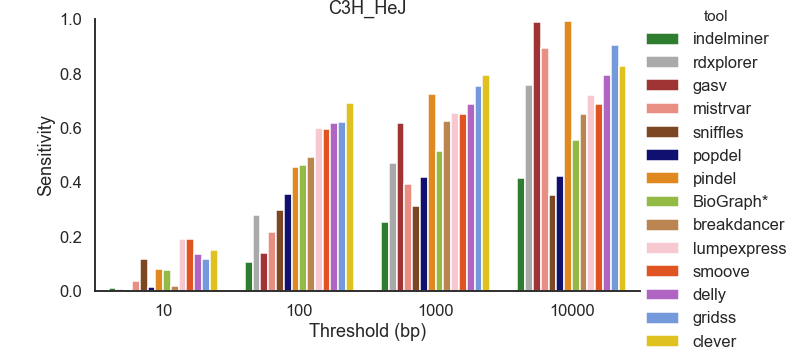 C3H_HeJ
1.0
0.8
0.6
0.4
0.2
0.0
Sensitivity
10
100
1000
10000
Threshold (bp)
tool
indelminer
rdxplorer
gasv
mistrvar
sniffles
popdel
pindel
BioGraph*
breakdancer
lumpexpress
smoove
delly
gridss
clever